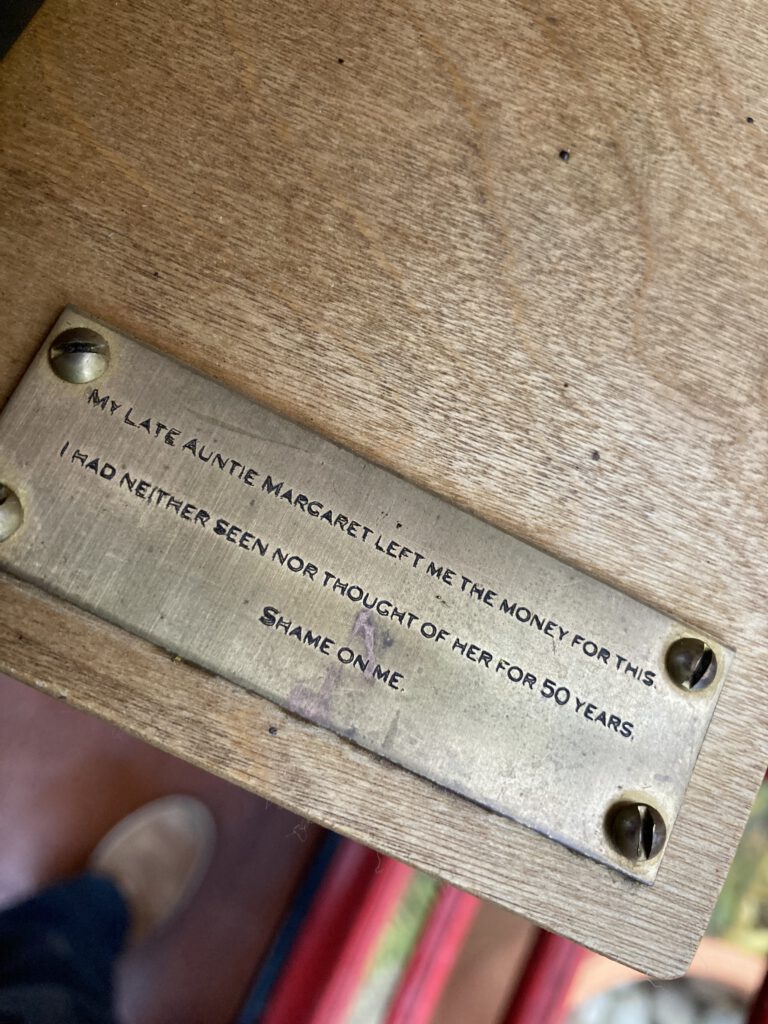 My Late Auntie Margaret left me the money for this.
I had neither seen nor thought of her for 50 years.
Shame on me.